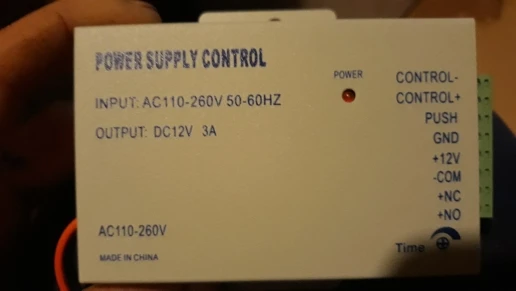 POWER SUPPLY CONTROL
INPUT: AC110-260V 50-60HZ
OUTPUT: DC12V 3A
POWER
CONTROL-
CONTROL+
PUSH
GND
+12V
-COM
+NC
+NO
Time
AC110-260V
MADE IN CHINA